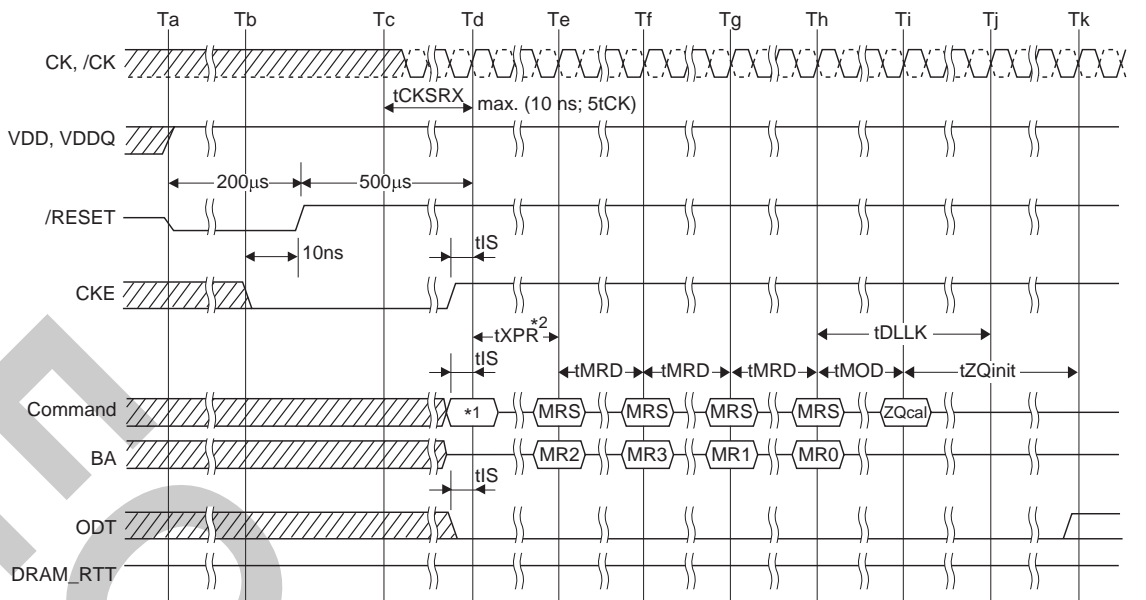 Ta Tb Tc Td Te Tf Tg Th Ti Tj Tk
CK, /CK
tCKSRX max. (10 ns; 5tCK)
VDD, VDDQ
200μs 500μs
/RESET
10ns tIS
CKE
tXPR*2 tDLLK
tIS tMRD tMRD tMRD tMOD tZQinit
Command *1 MRS MRS MRS MRS ZQcal
BA MR2 MR3 MR1 MR0
tIS
ODT
DRAM_RTT